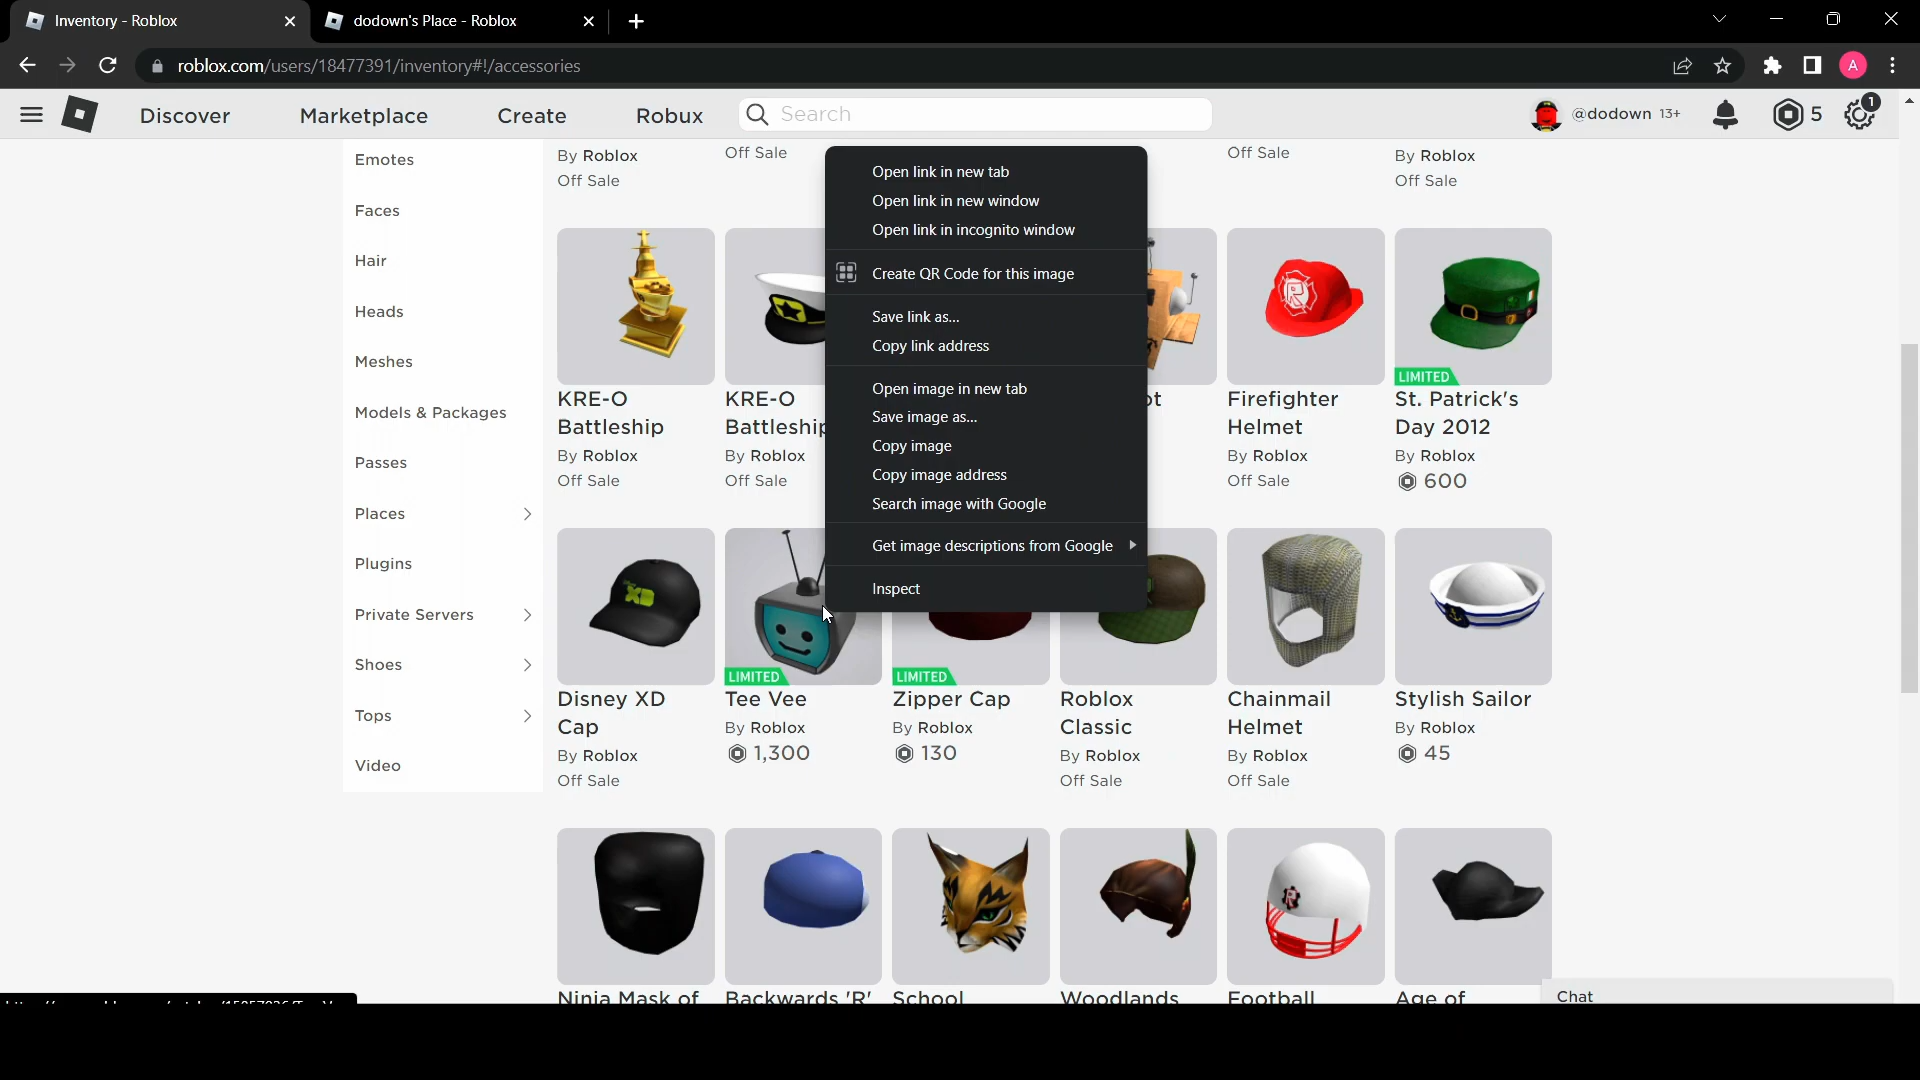 Inventory - Roblox
dodown's Place - Roblox
roblox.com/users/18477391/inventory#!/accessories
A
Discover
Marketplace
Create
Robux
Search
@dodown 13+
5
1
Emotes
Faces
Hair
Heads
Meshes
Models & Packages
Passes
Places
Plugins
Private Servers
Shoes
Tops
Video
By Roblox
Off Sale
Off Sale
Off Sale
By Roblox
Off Sale
Open link in new tab
Open link in new window
Open link in incognito window
Create QR Code for this image
Save link as...
Copy link address
Open image in new tab
Save image as...
Copy image
Copy image address
Search image with Google
Get image descriptions from Google
Inspect
KRE-O
Battleship
By Roblox
Off Sale
KRE-O
Battleship
By Roblox
Off Sale
Firefighter
Helmet
By Roblox
Off Sale
LIMITED
St. Patrick's
Day 2012
By Roblox
600
XD
Disney XD
Cap
By Roblox
Off Sale
LIMITED
Tee Vee
By Roblox
1,300
LIMITED
Zipper Cap
By Roblox
130
Roblox
Classic
By Roblox
Off Sale
Chainmail
Helmet
By Roblox
Off Sale
Stylish Sailor
By Roblox
45
Ninja Mask of
Backwards 'R'
School
Woodlands
Football
Age of
Chat